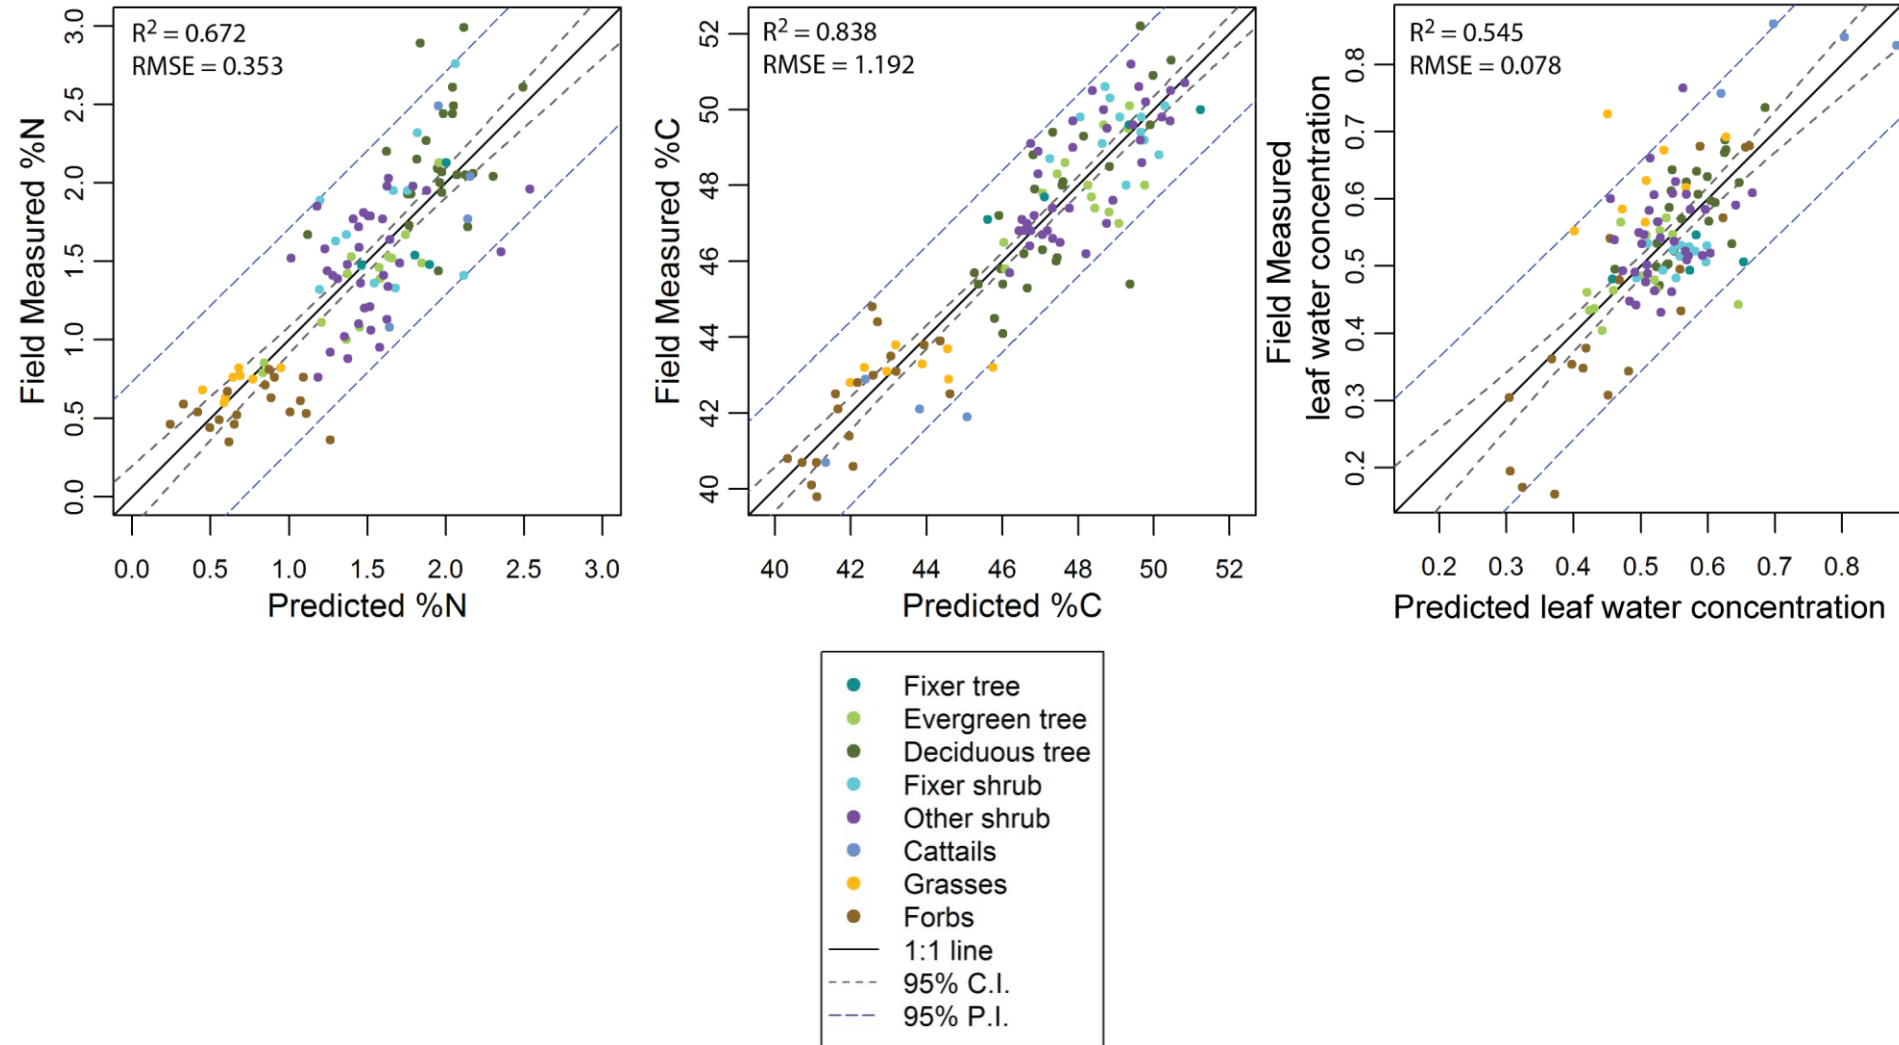 R² = 0.672
RMSE = 0.353
Field Measured %N
0.0 0.5 1.0 1.5 2.0 2.5 3.0
0.0 0.5 1.0 1.5 2.0 2.5 3.0
Predicted %N
R² = 0.838
RMSE = 1.192
Field Measured %C
40 42 44 46 48 50 52
40 42 44 46 48 50 52
Predicted %C
R² = 0.545
RMSE = 0.078
Field Measured
leaf water concentration
0.2 0.3 0.4 0.5 0.6 0.7 0.8
0.2 0.3 0.4 0.5 0.6 0.7 0.8
Predicted leaf water concentration
Fixer tree
Evergreen tree
Deciduous tree
Fixer shrub
Other shrub
Cattails
Grasses
Forbs
1:1 line
95% C.I.
95% P.I.